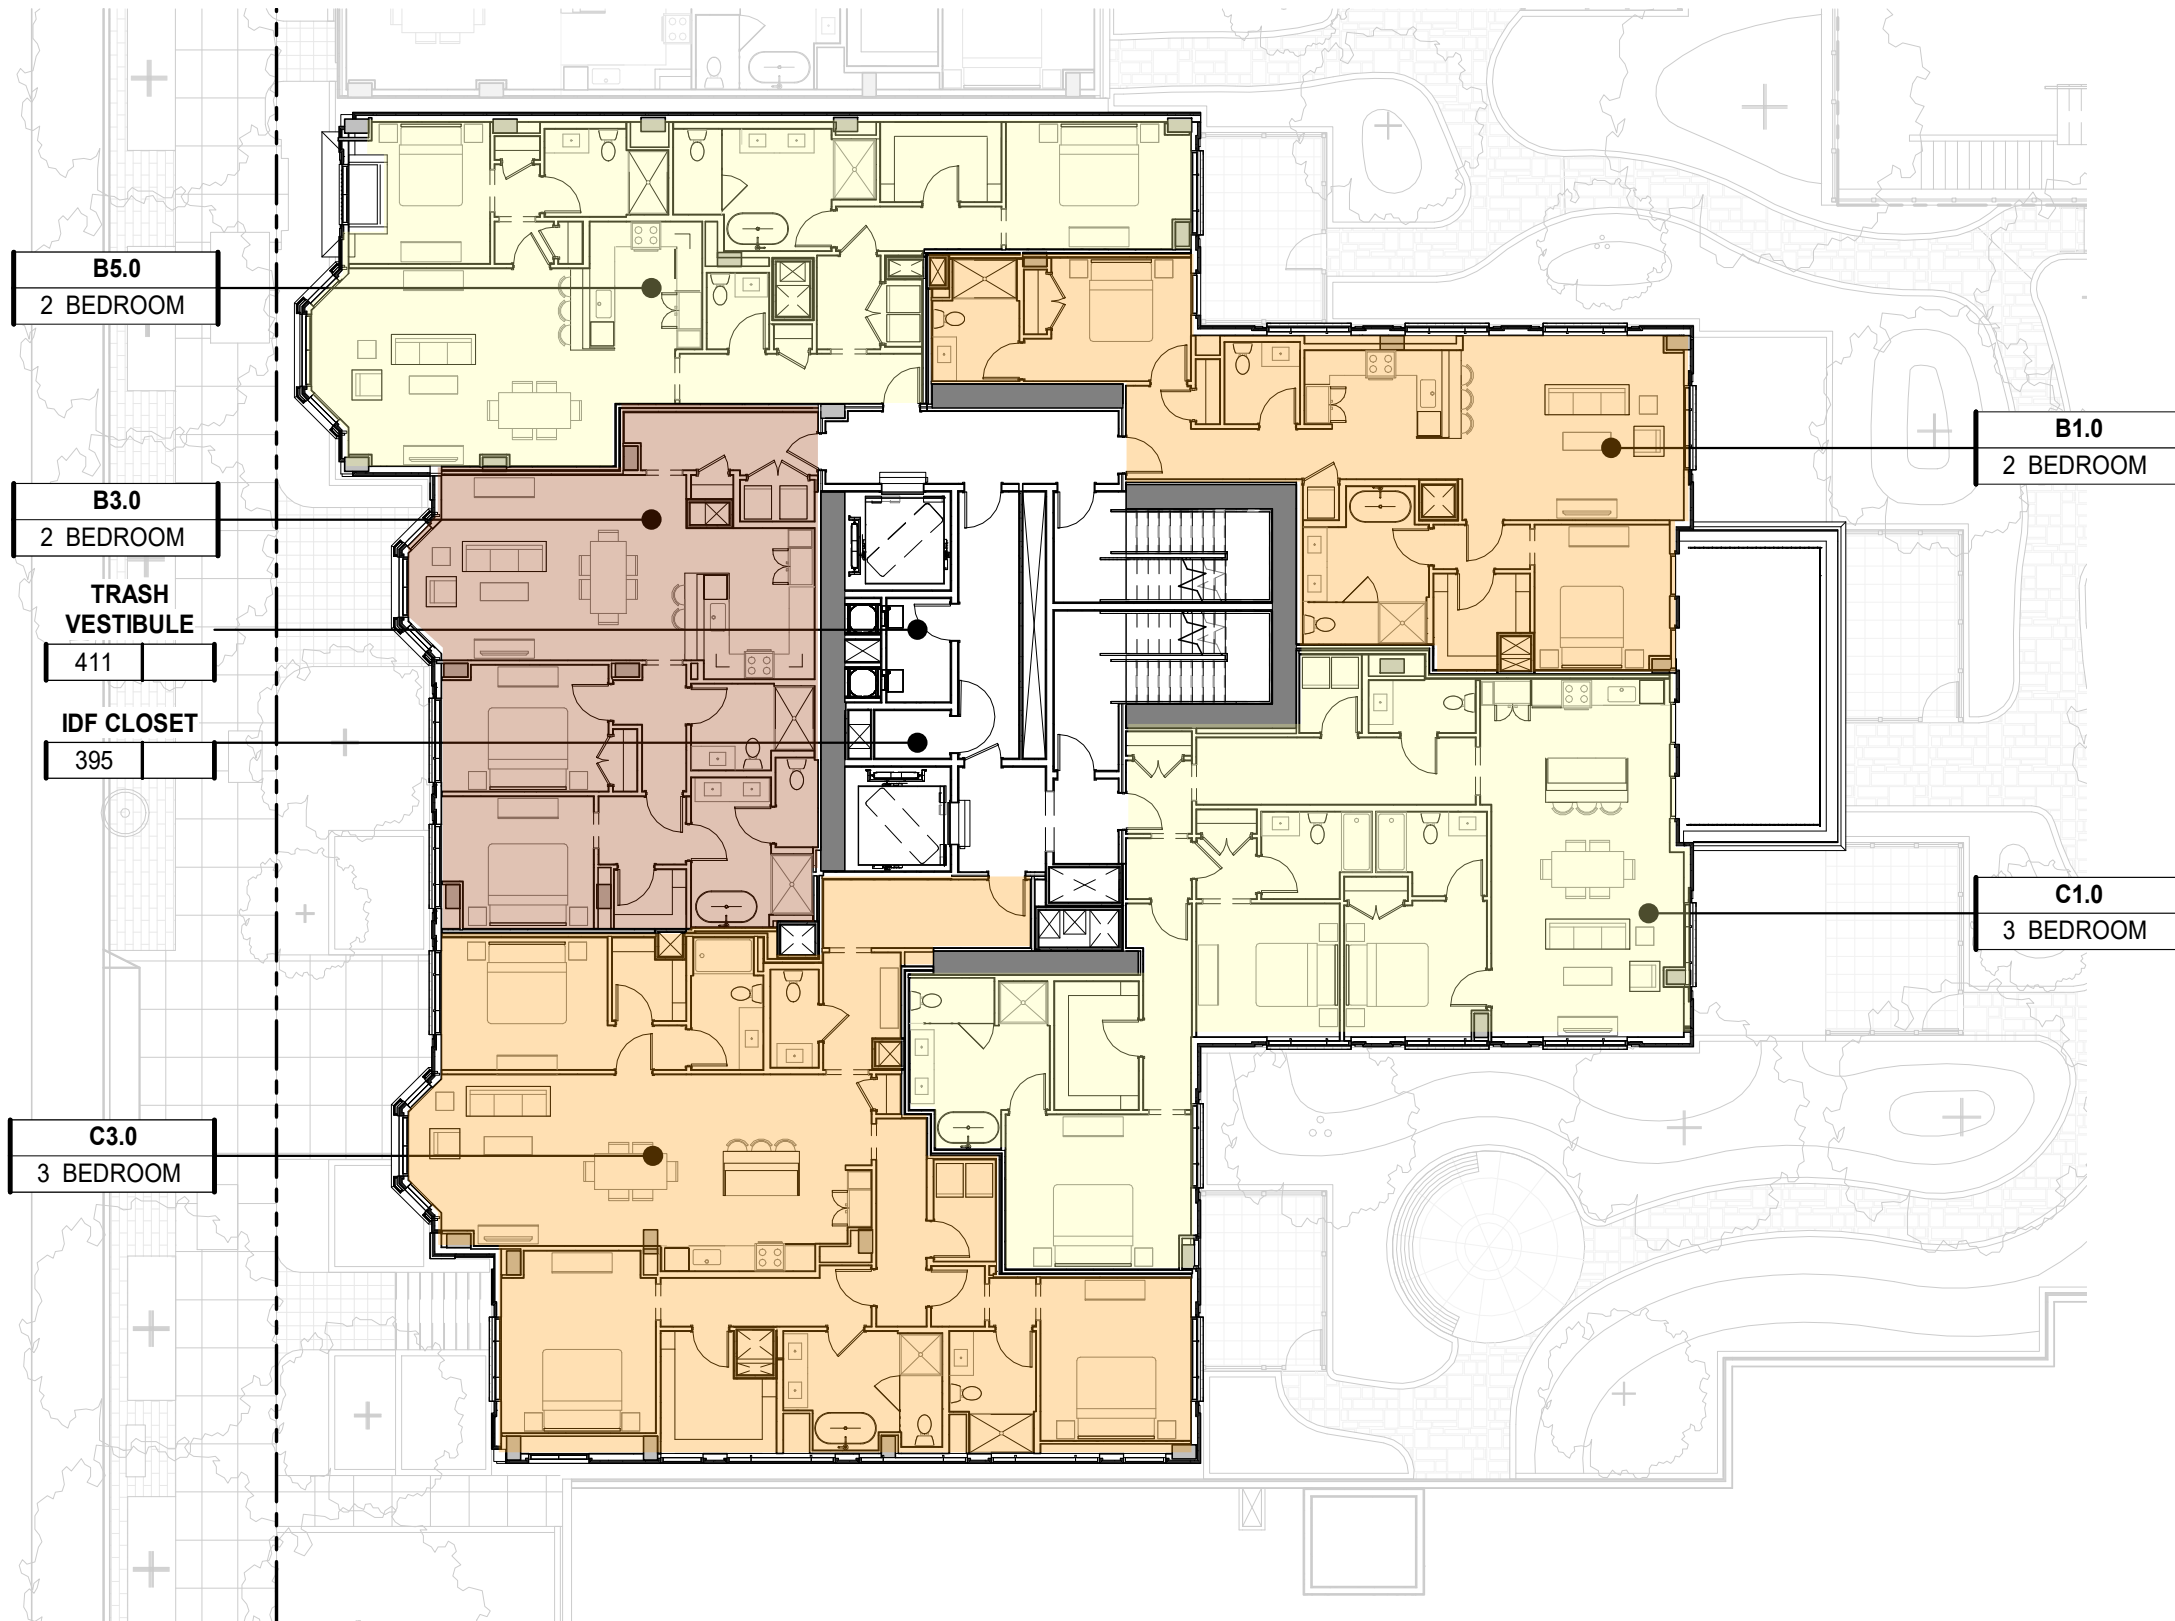 B5.0
2 BEDROOM
B1.0
2 BEDROOM
B3.0
2 BEDROOM
TRASH
VESTIBULE
411
IDF CLOSET
395
C1.0
3 BEDROOM
C3.0
3 BEDROOM